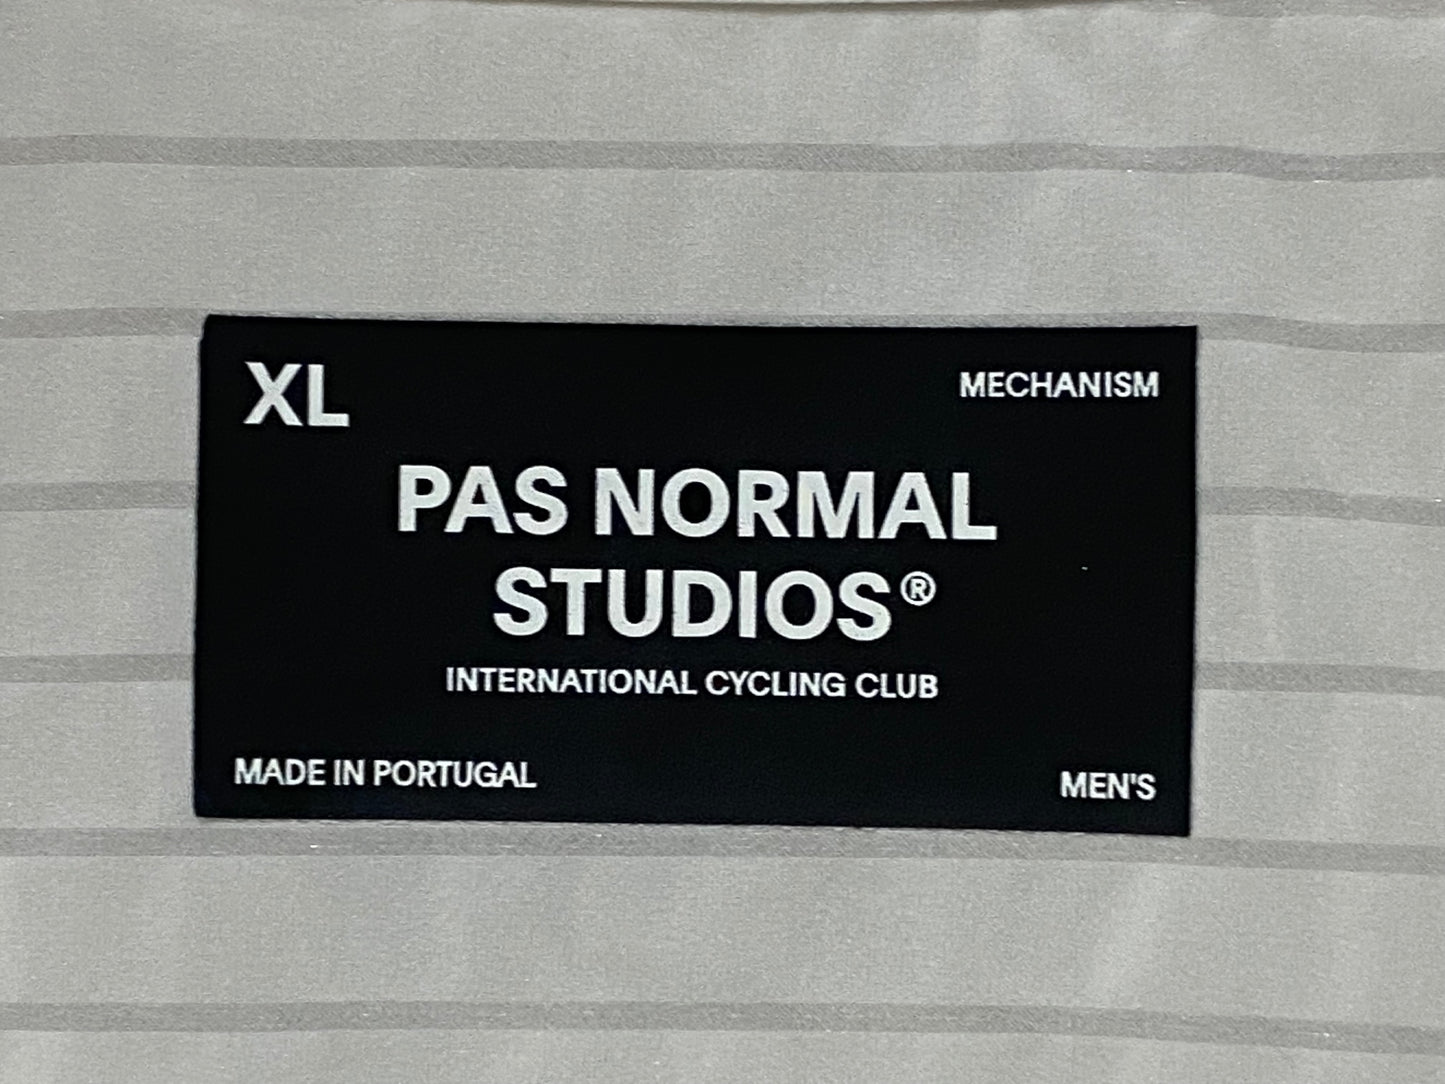 XL
MECHANISM
PAS NORMAL
STUDIOS®
INTERNATIONAL CYCLING CLUB
MADE IN PORTUGAL
MEN'S